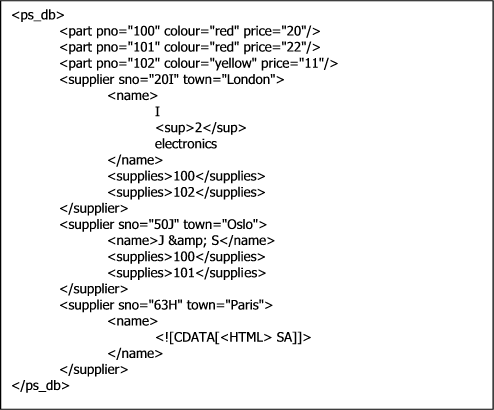 <ps_db>
<part pno="100" colour="red" price="20"/>
<part pno="101" colour="red" price="22"/>
<part pno="102" colour="yellow" price="11"/>
<supplier sno="20I" town="London">
<name>
I
<sup>2</sup>
electronics
</name>
<supplies>100</supplies>
<supplies>102</supplies>
</supplier>
<supplier sno="50J" town="Oslo">
<name>J &amp; S</name>
<supplies>100</supplies>
<supplies>101</supplies>
</supplier>
<supplier sno="63H" town="Paris">
<name>
<![CDATA[<HTML> SA]]>
</name>
</supplier>
</ps_db>